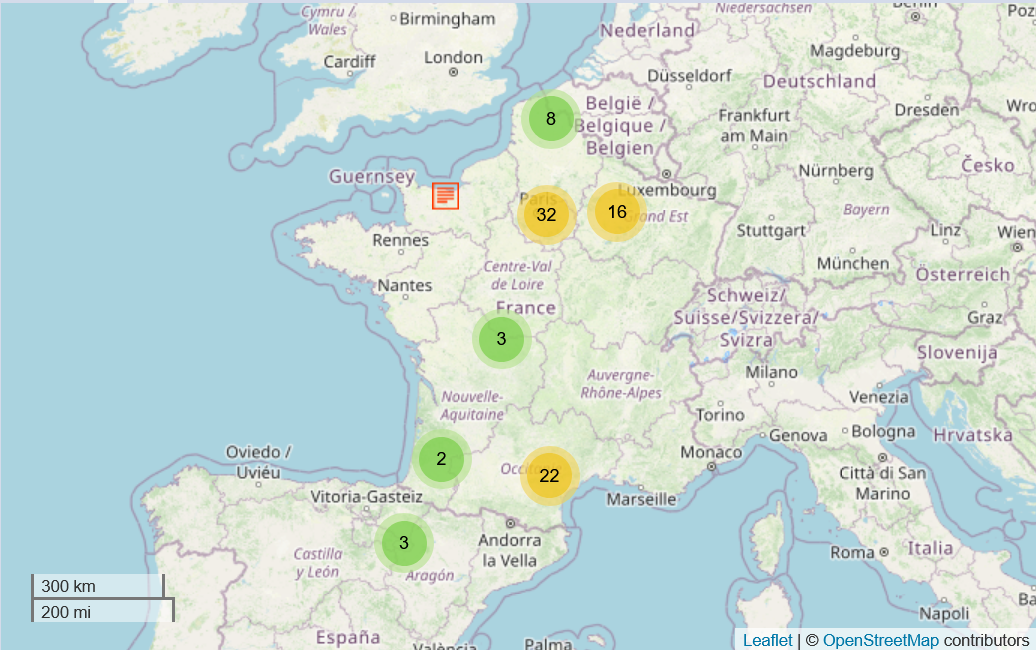 Cymru /
Wales
Birmingham
Niedersachsen
Berlin
Nederland
Magdeburg
Cardiff
London
Düsseldorf
Deutschland
8
België /
Belgique /
Belgien
Frankfurt
am Main
Dresden
Guernsey
Luxembourg
Nürnberg
Česko
Paris
32
16
Grand Est
Bayern
Rennes
Stuttgart
Linz
Wien
München
Österreich
Centre-Val
de Loire
Nantes
France
Schweiz/
Suisse/Svizzera/
Svizra
Graz
3
Slovenija
Auvergne-
Rhône-Alpes
Milano
Nouvelle-
Aquitaine
Torino
Venezia
Genova
Bologna
Hrvatska
Oviedo /
Uviéu
2
22
Monaco
Città di San
Marino
Vitoria-Gasteiz
Marseille
3
Andorra
la Vella
Castilla
y León
Aragón
Roma
Italia
300 km
200 mi
Napoli
España
València
Palma
Leaflet | © OpenStreetMap contributors